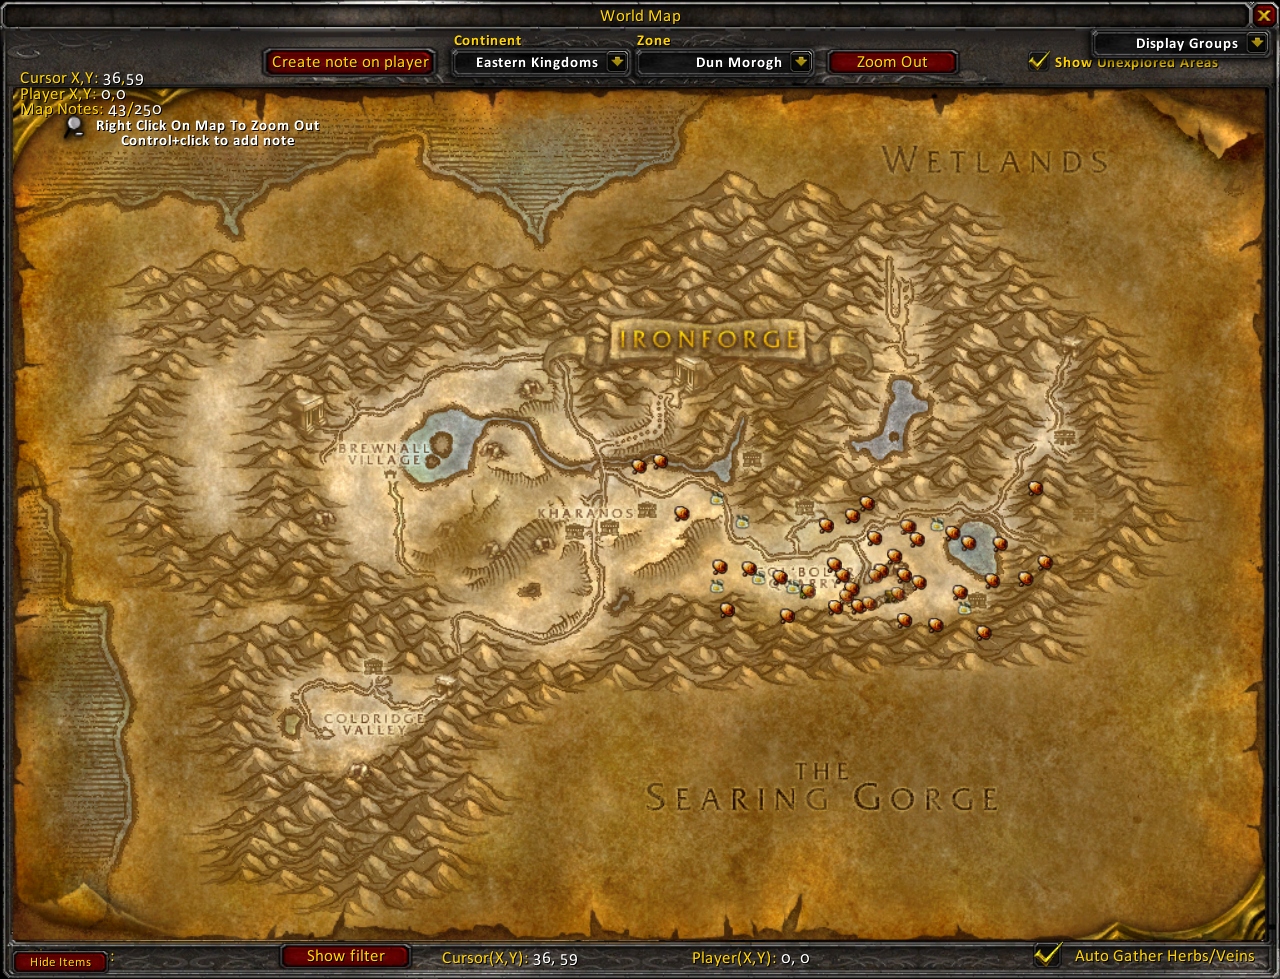 World Map
Continent
Zone
Create note on player
Eastern Kingdoms
Dun Morogh
Zoom Out
Show Unexplored Areas
Display Groups
Cursor X,Y: 36,59
Player X,Y: 0,0
Map Notes: 43/250
Right Click On Map To Zoom Out
Control+click to add note
WETLANDS
IRONFORGE
BREWNALL
VILLAGE
KHARANOS
GOL'BOLAR
QUARRY
COLDRIDGE
VALLEY
THE
SEARING GORGE
Hide Items :
Show filter
Cursor(X,Y): 36, 59
Player(X,Y): 0, 0
Auto Gather Herbs/Veins